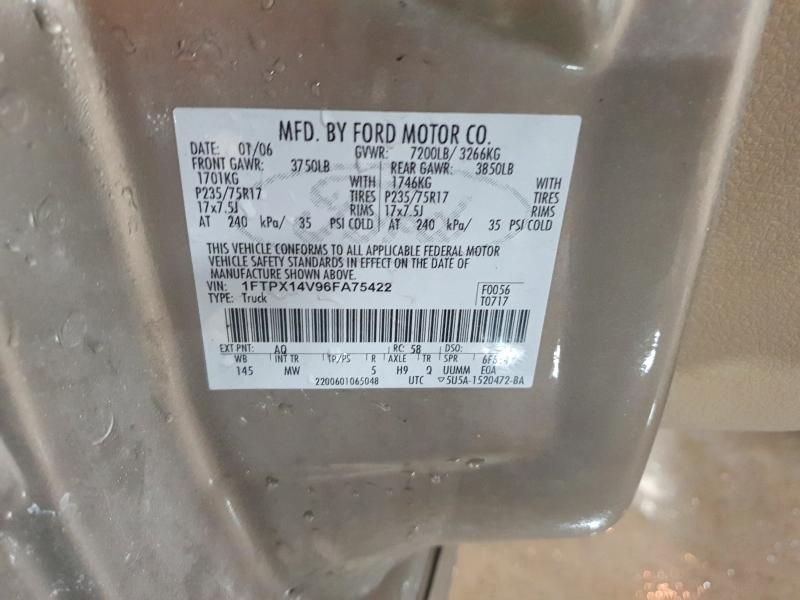 MFD. BY FORD MOTOR CO.
DATE: 01/06 GVWR: 7200LB/ 3266KG
FRONT GAWR: 3750LB REAR GAWR: 3850LB
1701KG WITH 1746KG WITH
P235/75R17 TIRES P235/75R17 TIRES
17x7.5J RIMS 17x7.5J RIMS
AT 240 kPa/ 35 PSI COLD AT 240 kPa/ 35 PSI COLD
THIS VEHICLE CONFORMS TO ALL APPLICABLE FEDERAL MOTOR
VEHICLE SAFETY STANDARDS IN EFFECT ON THE DATE OF
MANUFACTURE SHOWN ABOVE.
VIN: 1FTPX14V96FA75422 F0056
TYPE: Truck T0717
EXT PNT: AQ RC: 58 DSO:
WB INT TR TP/PS R AXLE TR SPR
145 MW 5 H9 UUMM E0A
2200601065048 UTC ▽5U5A-1520472-BA